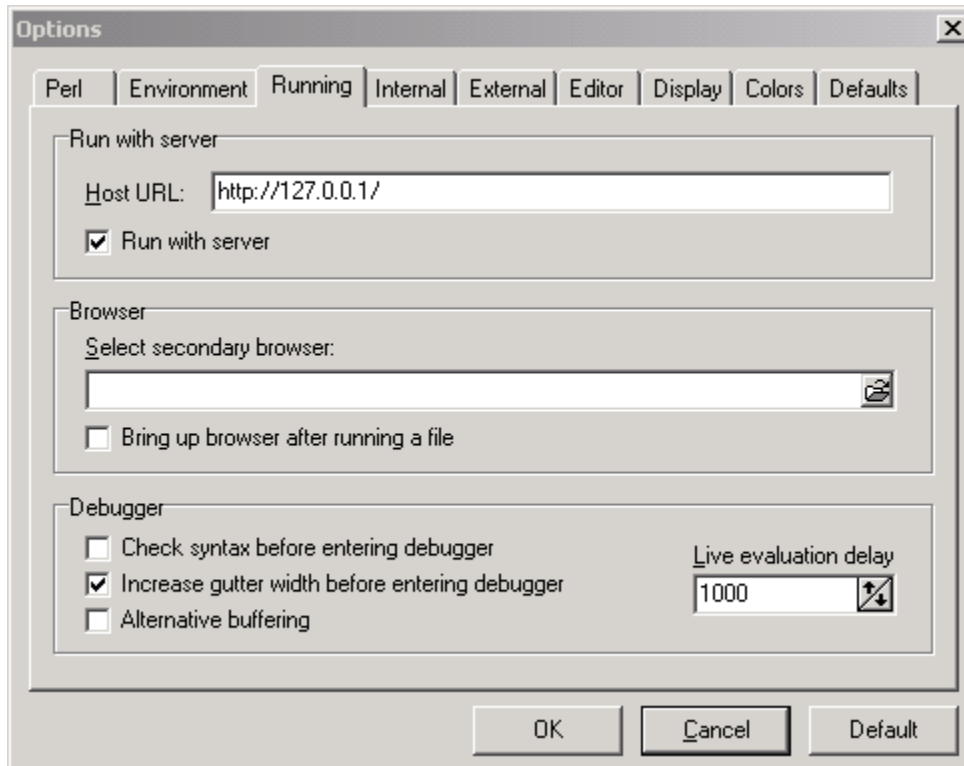 Options
Perl Environment Running Internal External Editor Display Colors Defaults
Run with server
Host URL: http://127.0.0.1/
Run with server
Browser
Select secondary browser:
Bring up browser after running a file
Debugger
Check syntax before entering debugger
Live evaluation delay
Increase gutter width before entering debugger
1000
Alternative buffering
OK Cancel Default